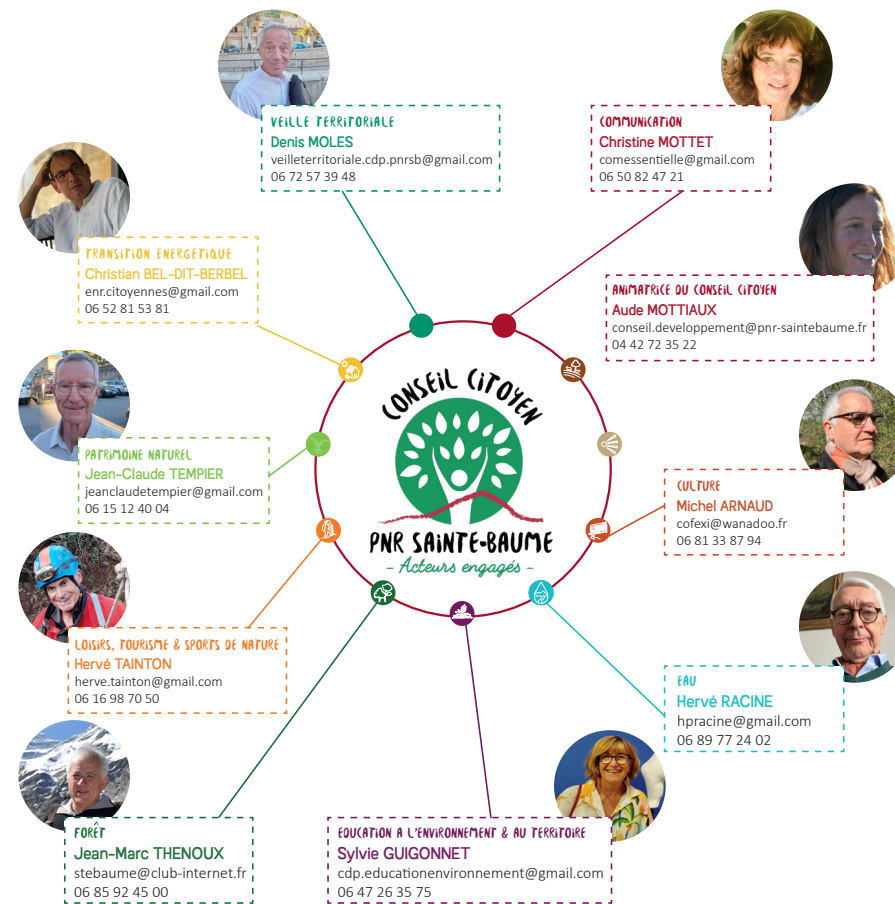 VEILLE TERRITORIALE
Denis MOLES
veilleterritoriale.cdp.pnrsb@gmail.com
06 72 57 39 48
COMMUNICATION
Christine MOTTET
comessentielle@gmail.com
06 50 82 47 21
TRANSITION ENERGETIQUE
Christian BEL-DIT-BERBEL
enr.citoyennes@gmail.com
06 52 81 53 81
ANIMATRICE DU CONSEIL CITOYEN
Aude MOTTIAUX
conseil.developpement@pnr-saintebaume.fr
04 42 72 35 22
CONSEIL CITOYEN
PNR SAINTE-BAUME
- Acteurs engagés -
PATRIMOINE NATUREL
Jean-Claude TEMPIER
jeanclaudetempier@gmail.com
06 15 12 40 04
CULTURE
Michel ARNAUD
cofexi@wanadoo.fr
06 81 33 87 94
LOISIRS, TOURISME & SPORTS DE NATURE
Hervé TAINTON
herve.tainton@gmail.com
06 16 98 70 50
EAU
Hervé RACINE
hpracine@gmail.com
06 89 77 24 02
FORÊT
Jean-Marc THENOUX
stebaume@club-internet.fr
06 85 92 45 00
EDUCATION A L'ENVIRONNEMENT & AU TERRITOIRE
Sylvie GUIGONNET
cdp.educationenvironnement@gmail.com
06 47 26 35 75